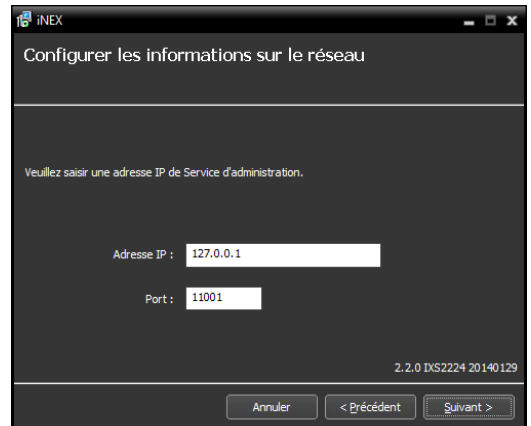 iNEX
Configurer les informations sur le réseau
Veuillez saisir une adresse IP de Service d'administration.
Adresse IP : 127.0.0.1
Port : 11001
2.2.0 IXS2224 20140129
Annuler < Précédent Suivant >